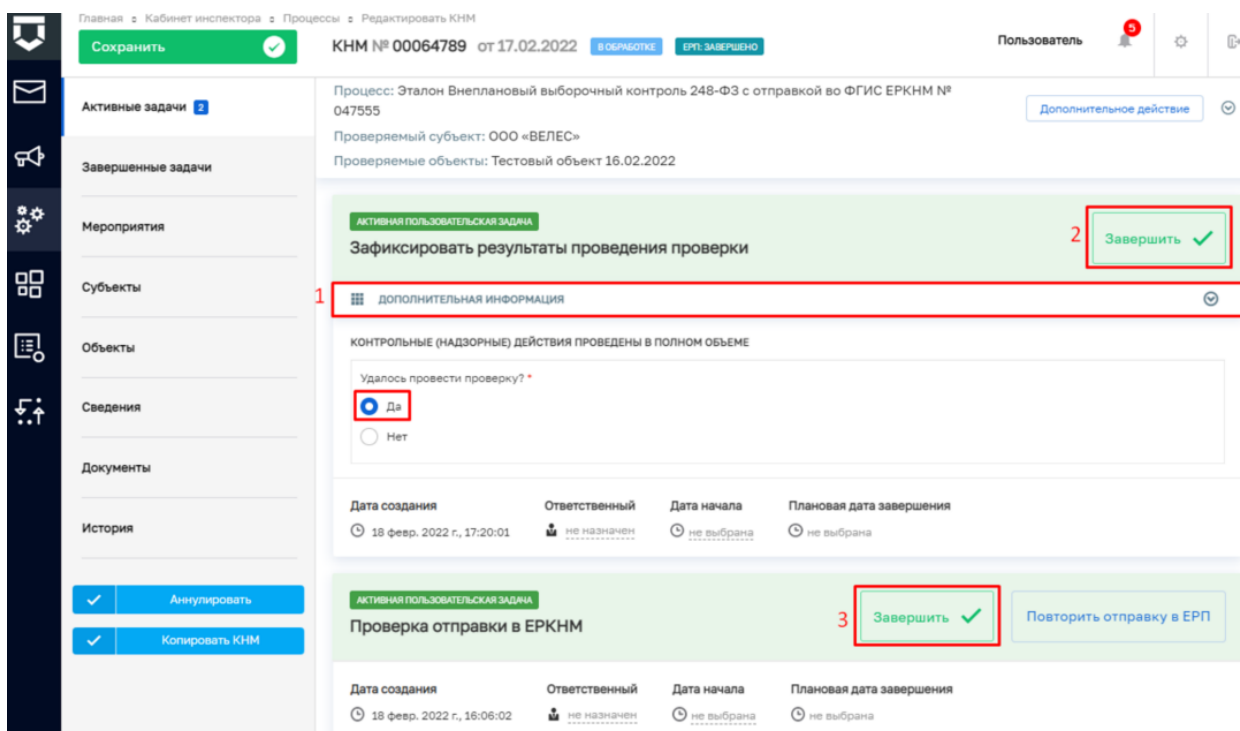 Главная Кабинет инспектора Процессы Редактировать КНМ
Сохранить
КНМ № 00064789 от 17.02.2022 В ОБРАБОТКЕ ЕРП: ЗАВЕРШЕНО
Пользователь
5
Активные задачи 2
Завершенные задачи
Мероприятия
Субъекты
Объекты
Сведения
Документы
История
Аннулировать
Копировать КНМ
Процесс: Эталон Внеплановый выборочный контроль 248-ФЗ с отправкой во ФГИС ЕРКНМ №
047555
Дополнительное действие
Проверяемый субъект: ООО «ВЕЛЕС»
Проверяемые объекты: Тестовый объект 16.02.2022
АКТИВНАЯ ПОЛЬЗОВАТЕЛЬСКАЯ ЗАДАЧА
Зафиксировать результаты проведения проверки
2 Завершить
1 ДОПОЛНИТЕЛЬНАЯ ИНФОРМАЦИЯ
КОНТРОЛЬНЫЕ (НАДЗОРНЫЕ) ДЕЙСТВИЯ ПРОВЕДЕНЫ В ПОЛНОМ ОБЪЕМЕ
Удалось провести проверку? *
Да
Нет
Дата создания Ответственный Дата начала Плановая дата завершения
18 февр. 2022 г., 17:20:01 не назначен не выбрана не выбрана
АКТИВНАЯ ПОЛЬЗОВАТЕЛЬСКАЯ ЗАДАЧА
Проверка отправки в ЕРКНМ
3 Завершить Повторить отправку в ЕРП
Дата создания Ответственный Дата начала Плановая дата завершения
18 февр. 2022 г., 16:06:02 не назначен не выбрана не выбрана